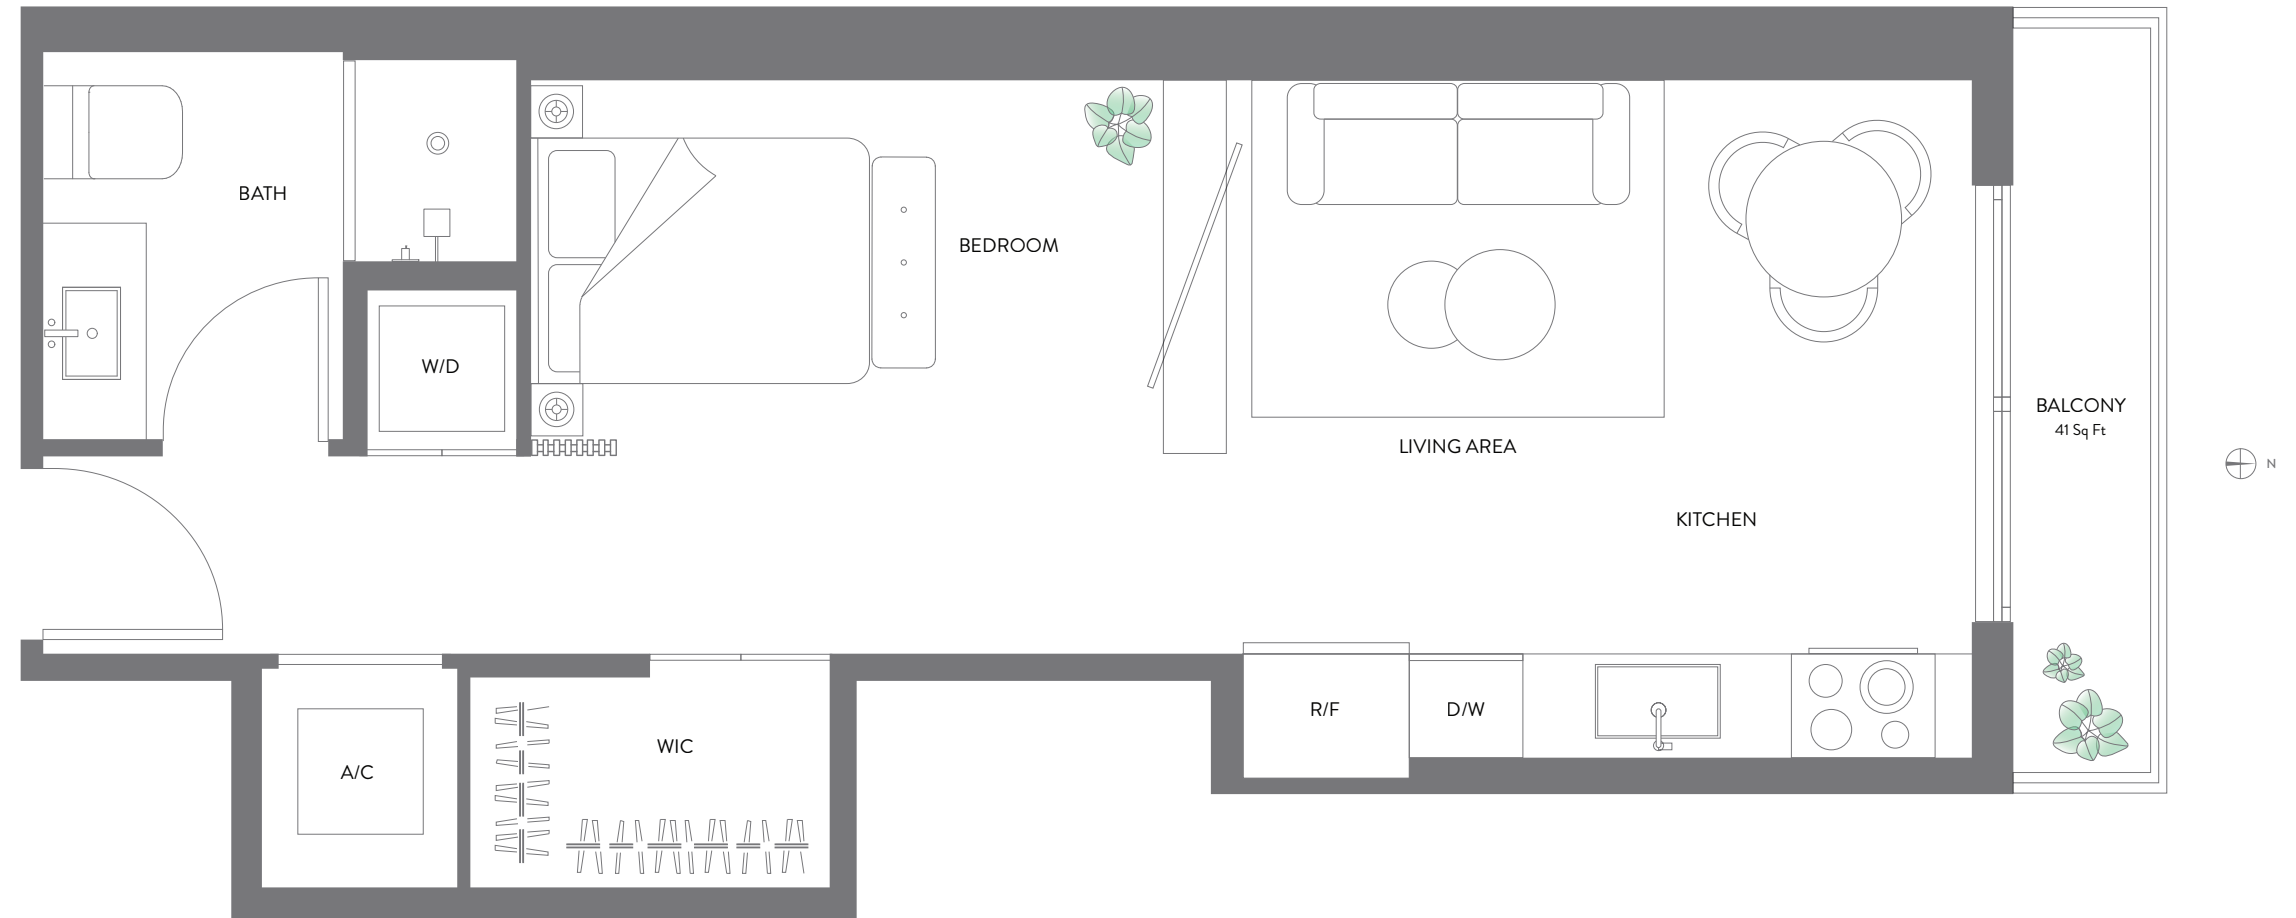 BATH
BEDROOM
W/D
BALCONY
41 Sq Ft
LIVING AREA
N
KITCHEN
R/F
D/W
WIC
A/C